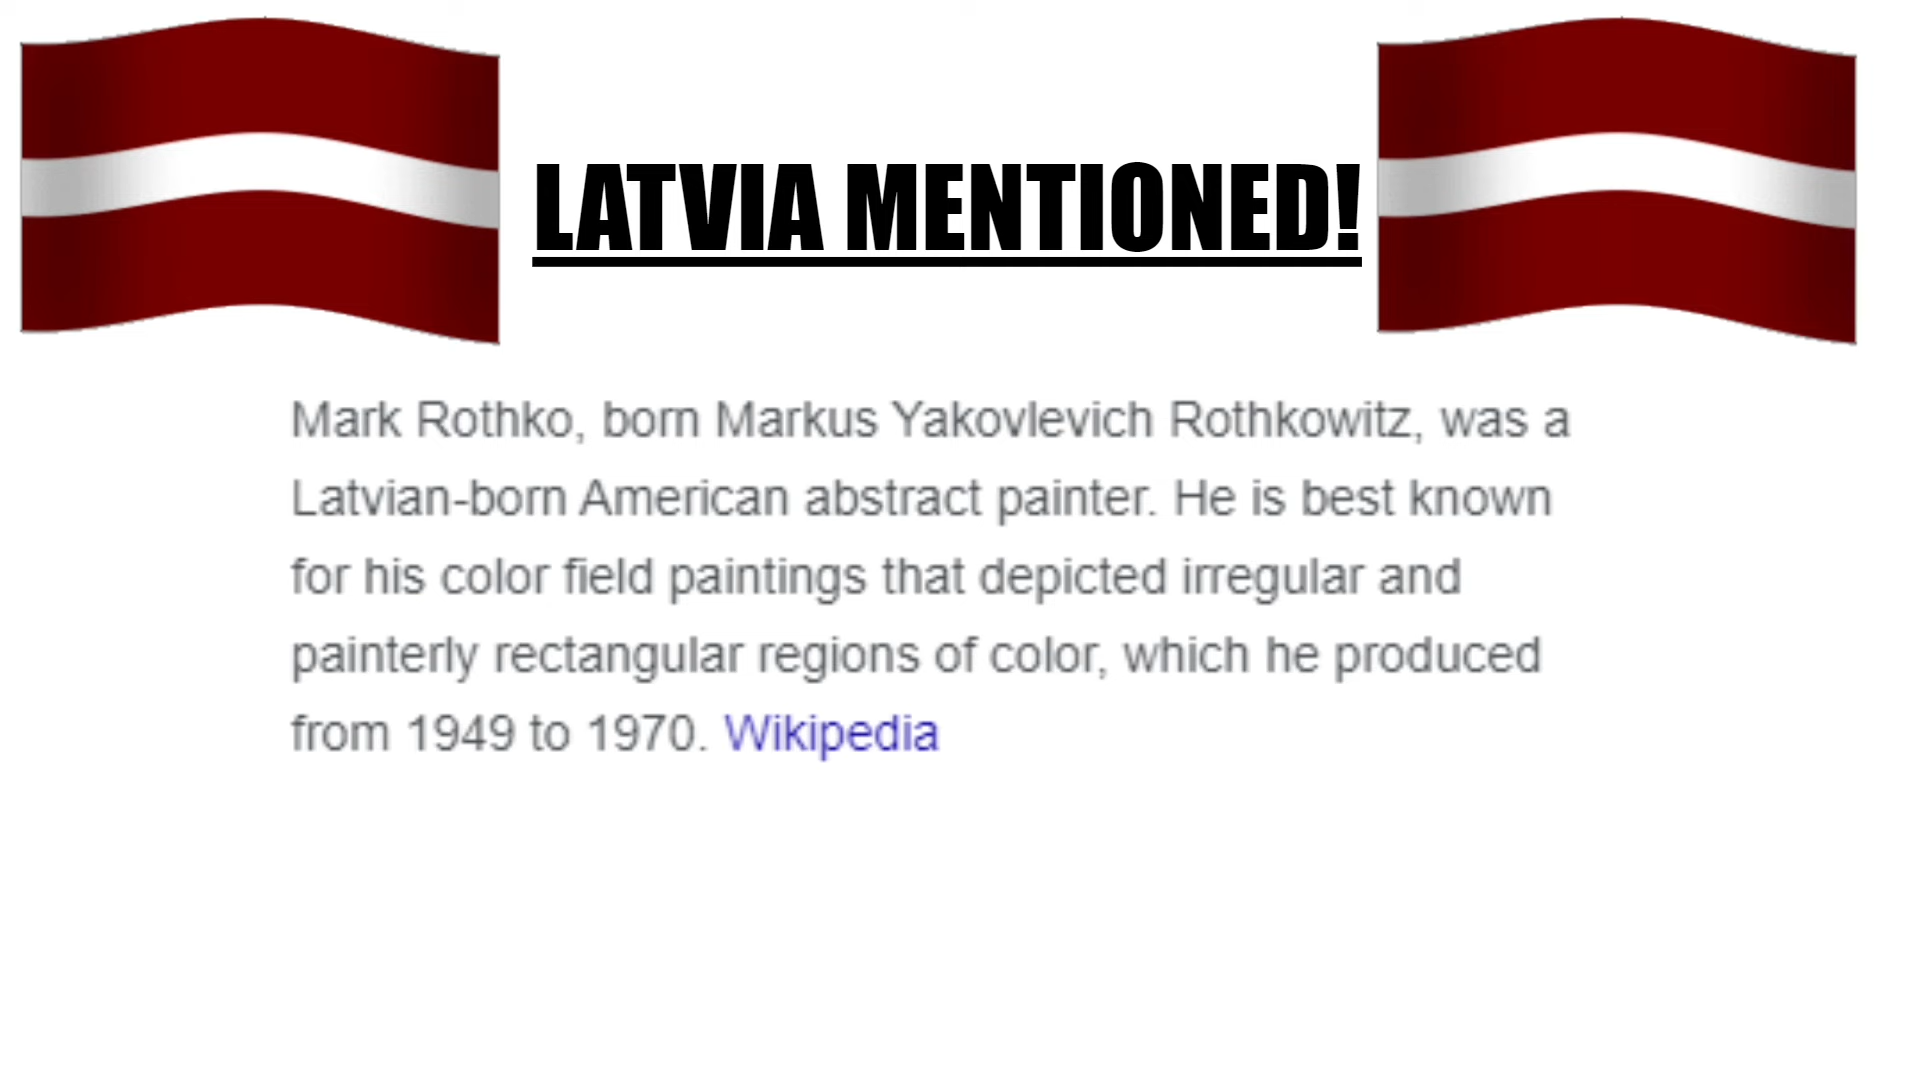 LATVIA MENTIONED!
Mark Rothko, born Markus Yakovlevich Rothkowitz, was a
Latvian-born American abstract painter. He is best known
for his color field paintings that depicted irregular and
painterly rectangular regions of color, which he produced
from 1949 to 1970. Wikipedia